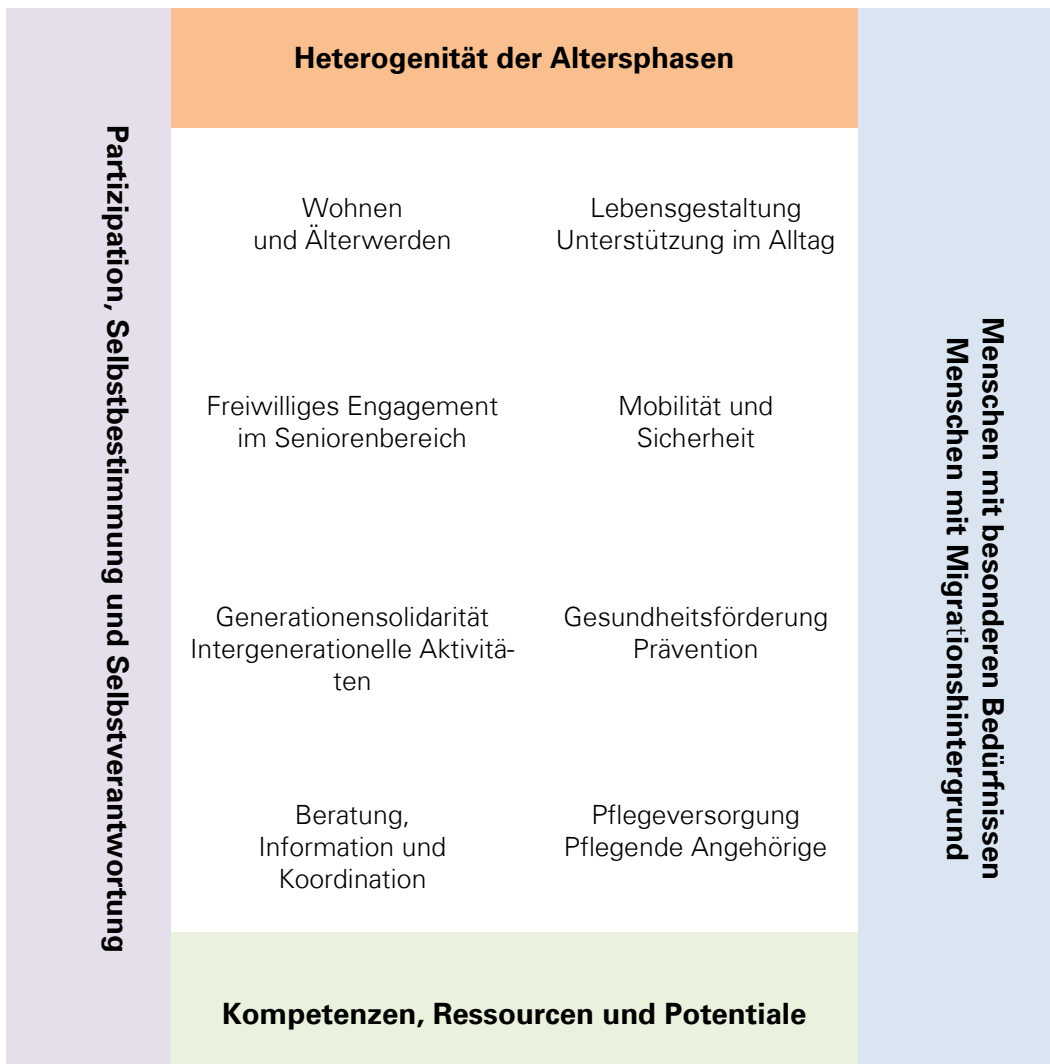 Heterogenität der Altersphasen
Partizipation, Selbstbestimmung und Selbstverantwortung
Wohnen
und Älterwerden
Lebensgestaltung
Unterstützung im Alltag
Freiwilliges Engagement
im Seniorenbereich
Mobilität und
Sicherheit
Generationensolidarität
Intergenerationelle Aktivitä-
ten
Gesundheitsförderung
Prävention
Beratung,
Information und
Koordination
Pflegeversorgung
Pflegende Angehörige
Menschen mit besonderen Bedürfnissen
Menschen mit Migrationshintergrund
Kompetenzen, Ressourcen und Potentiale